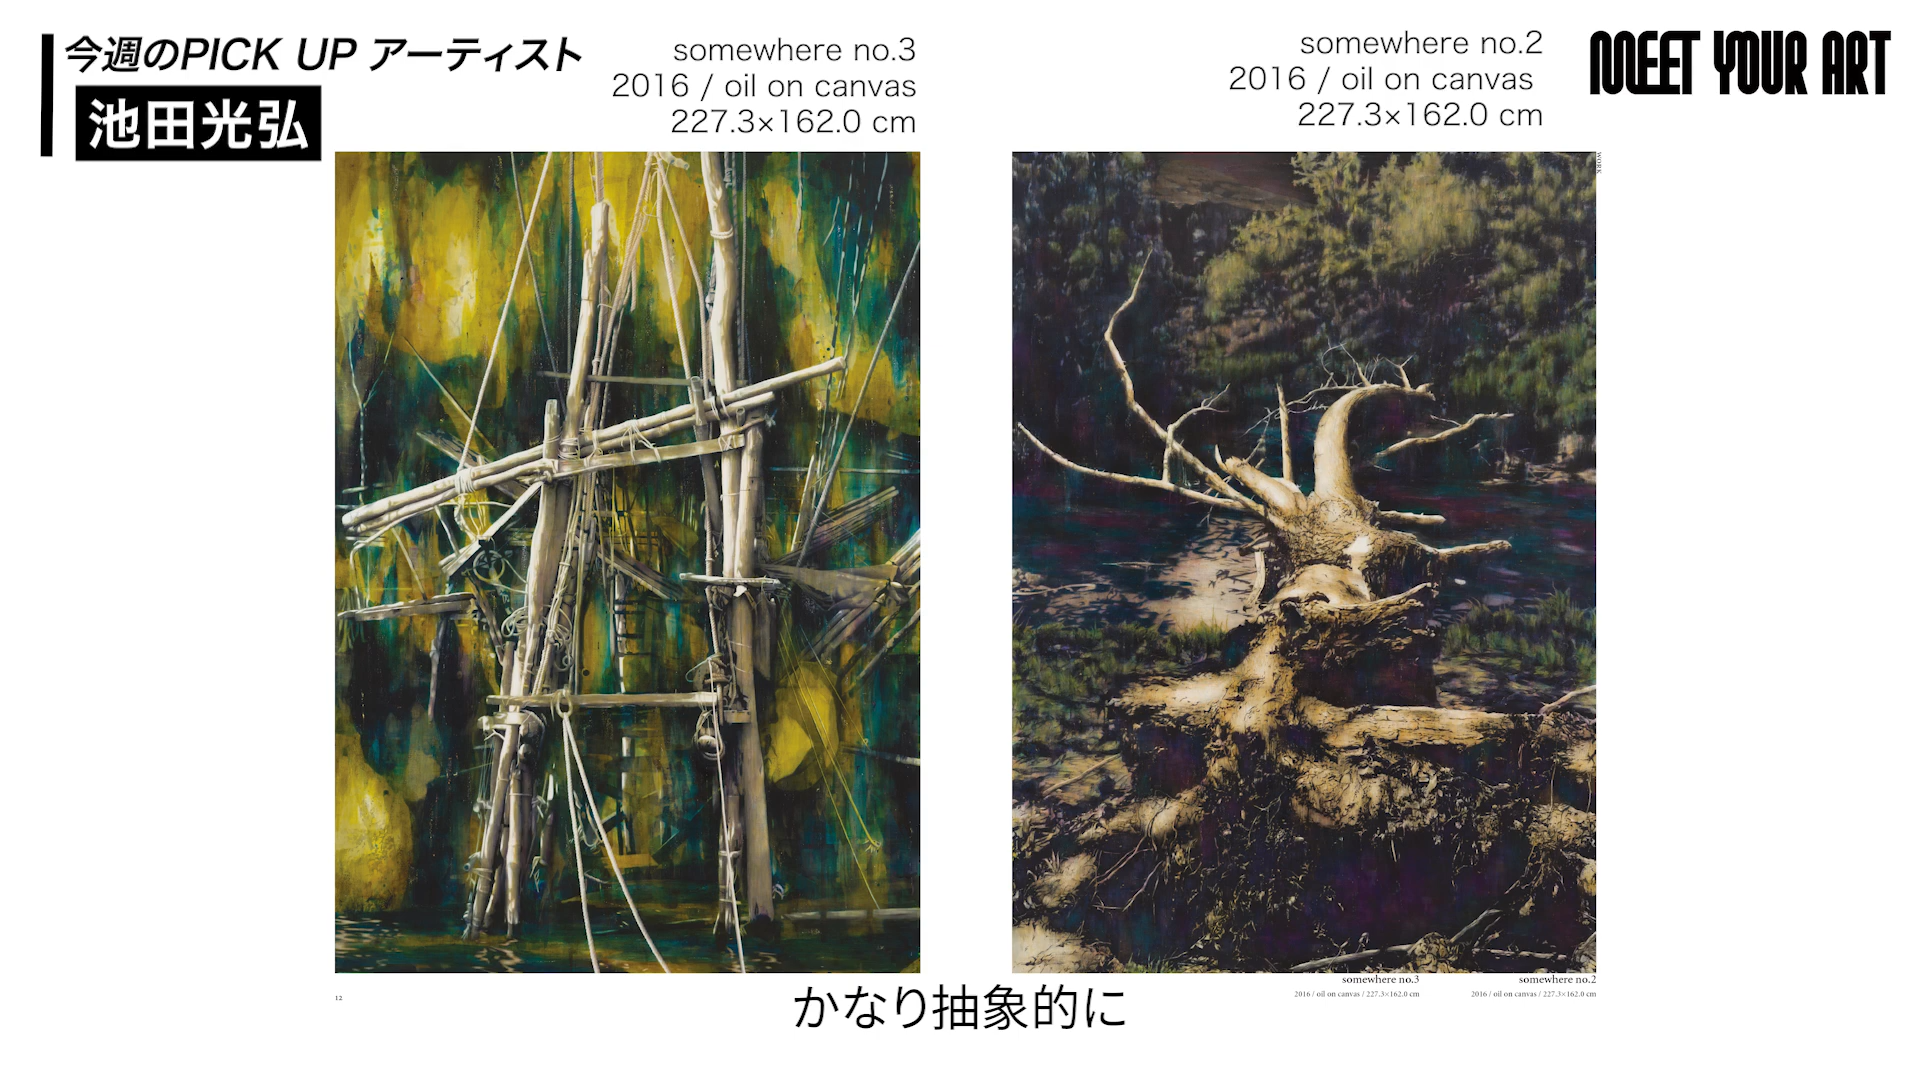 今週のPICK UP アーティスト
池田光弘
somewhere no.3
2016 / oil on canvas
227.3×162.0 cm
somewhere no.2
2016 / oil on canvas
227.3×162.0 cm
MEET YOUR ART
WORK
somewhere no.3
2016 / oil on canvas / 227.3×162.0 cm
somewhere no.2
2016 / oil on canvas / 227.3×162.0 cm
12
かなり抽象的に